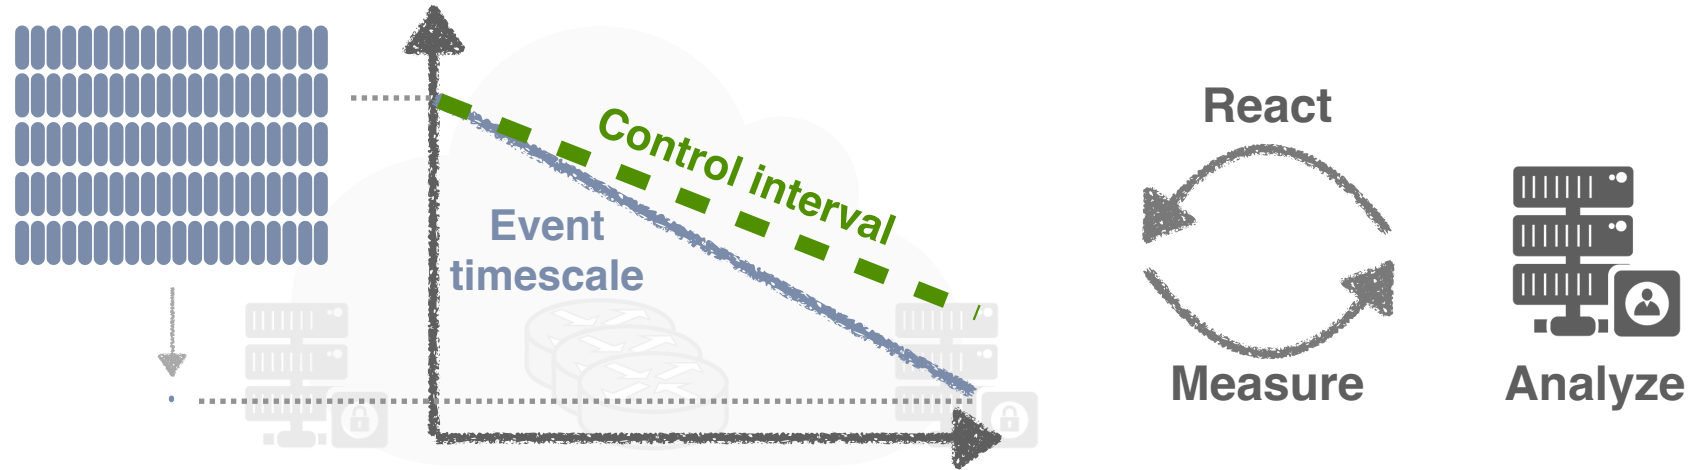 Control interval
Event
timescale
React
Measure
Analyze